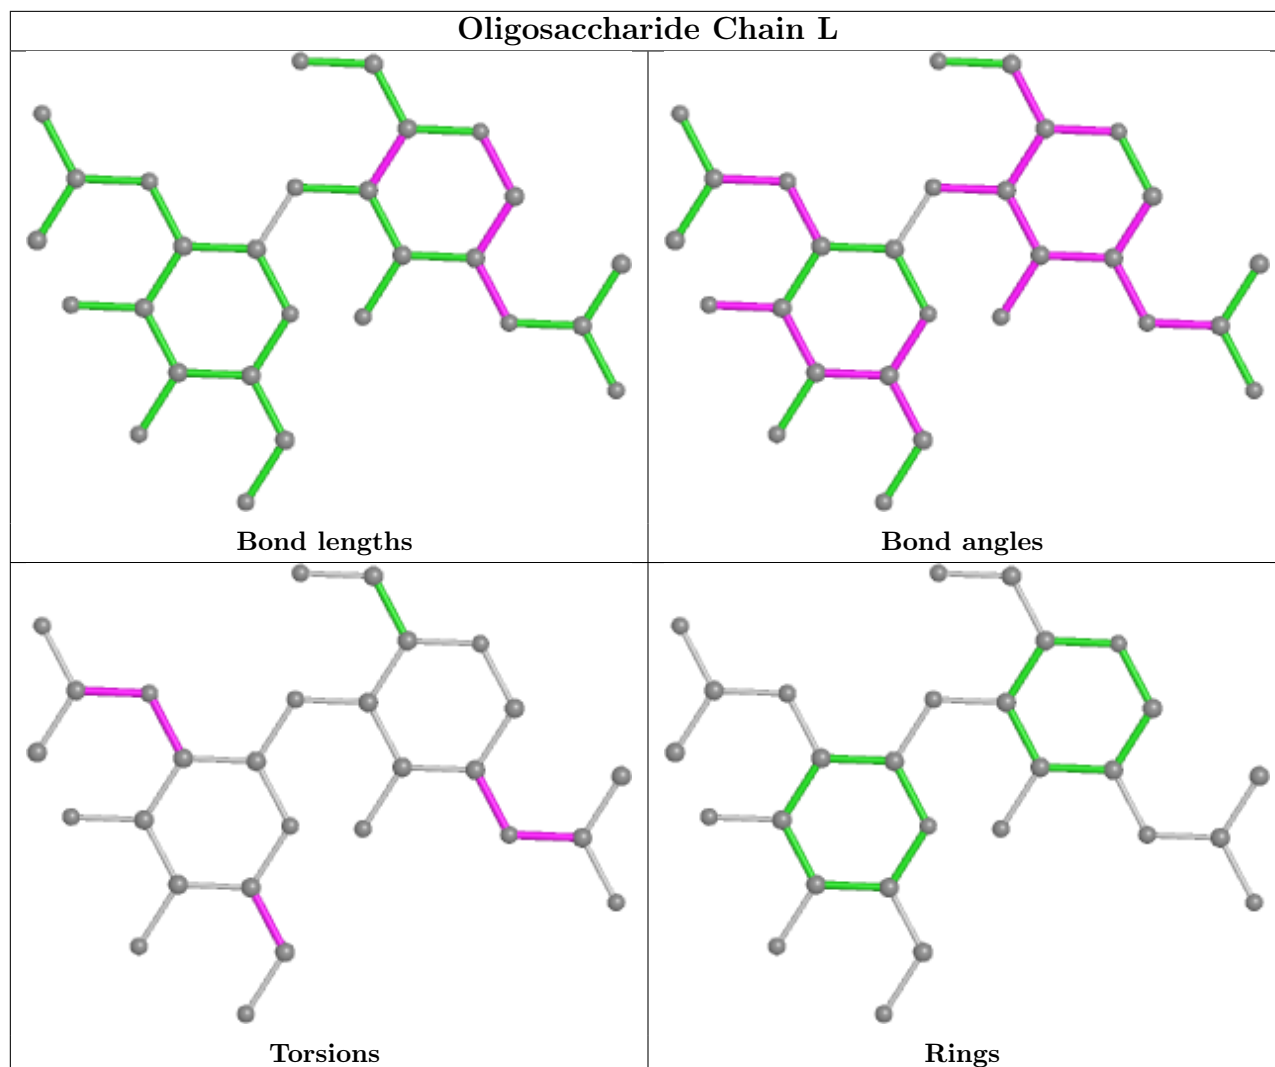 Oligosaccharide Chain L
Bond lengths
Bond angles
Torsions
Rings